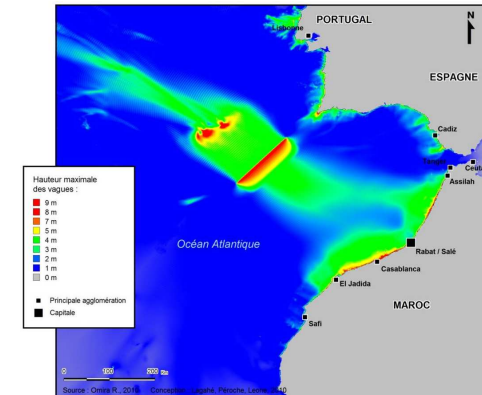 PORTUGAL
N
Lisbonne
ESPAGNE
Cadiz
Tanger
Ceuta
Assilah
Hauteur maximale
des vagues :
9 m
8 m
7 m
5 m
4 m
3 m
2 m
1 m
0 m
Océan Atlantique
Rabat / Salé
Casablanca
El Jadida
MAROC
Principale agglomération
Capitale
Safi
0 100 200 Km
Source : Omira R., 2010 Conception : Lagahé, Péroche, Leone, 2010